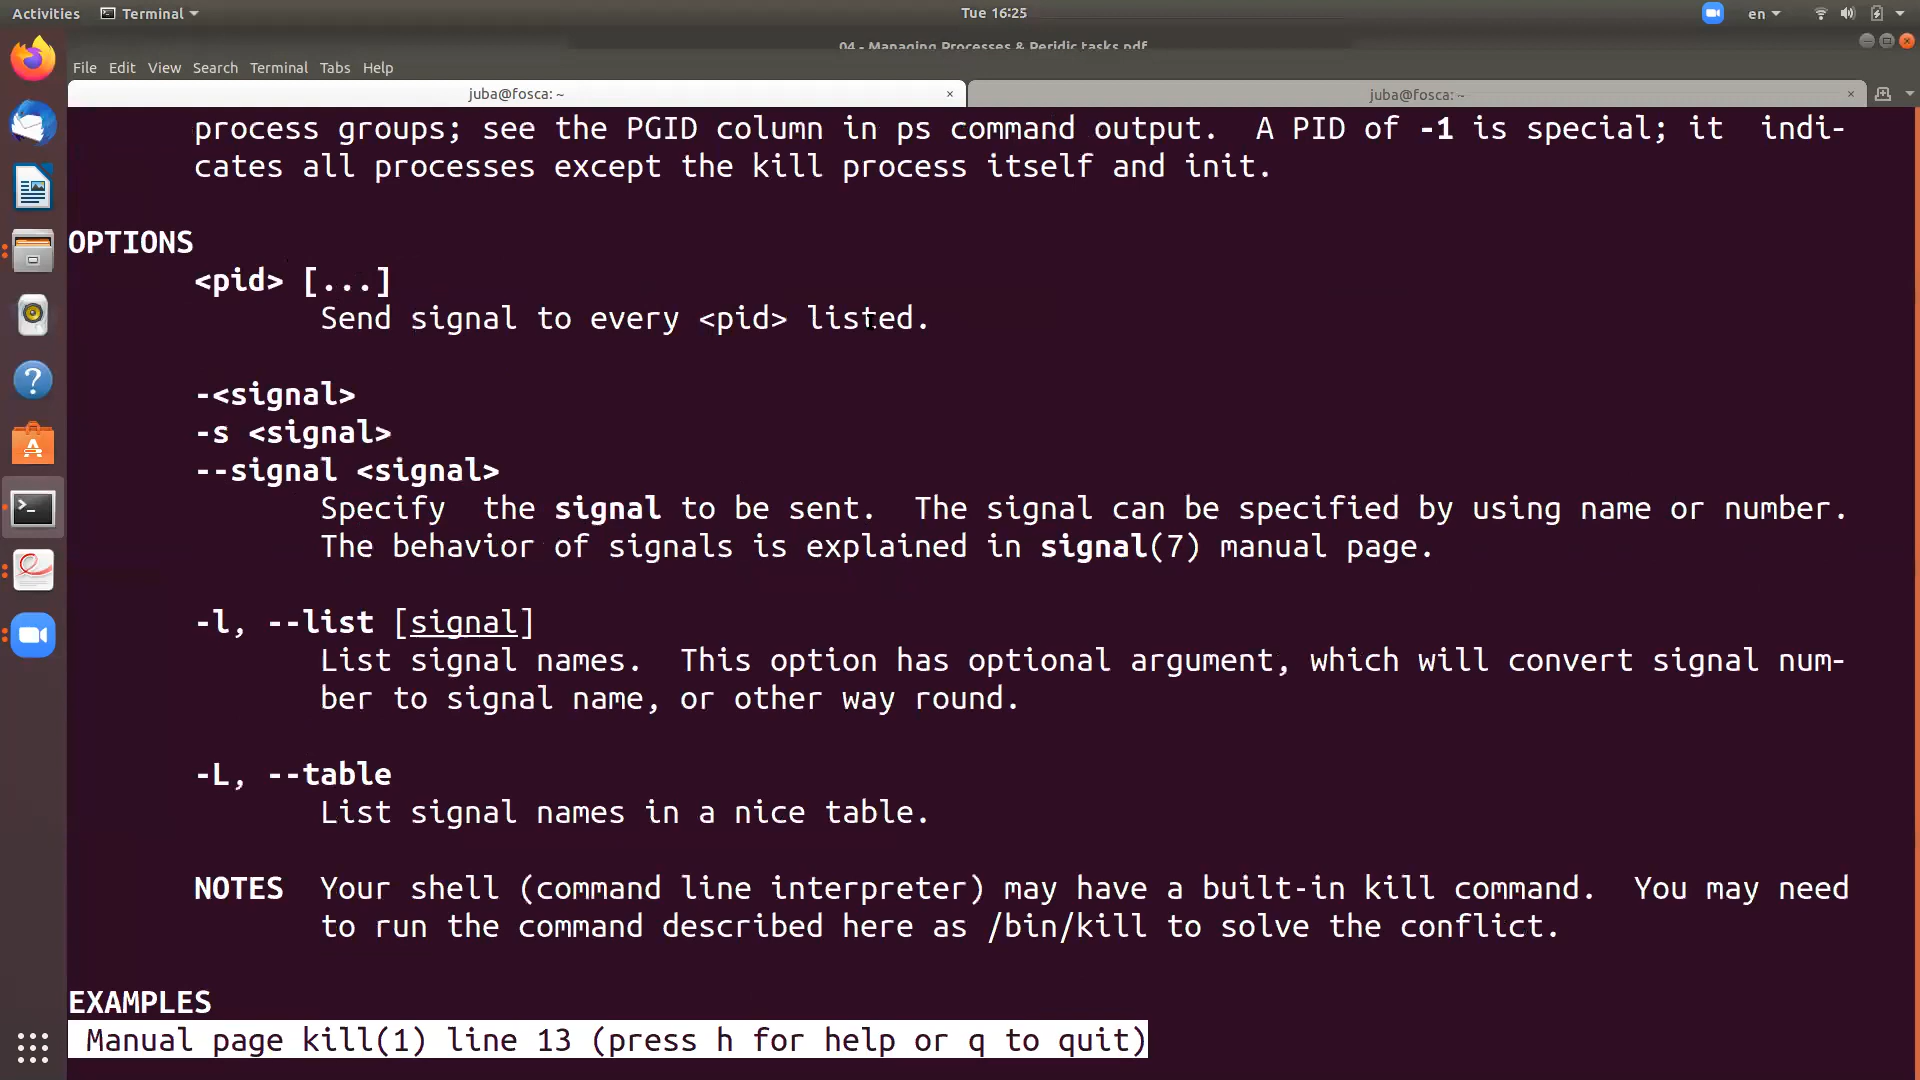 Activities Terminal Tue 16:25 en
04 - Managing Processes & Peridic tasks.pdf
File Edit View Search Terminal Tabs Help
juba@fosca: ~ × juba@fosca: ~ ×
process groups; see the PGID column in ps command output.  A PID of -1 is special; it  indi-
cates all processes except the kill process itself and init.
OPTIONS
<pid> [...]
Send signal to every <pid> listed.
-<signal>
-s <signal>
--signal <signal>
Specify  the signal to be sent.  The signal can be specified by using name or number.
The behavior of signals is explained in signal(7) manual page.
-l, --list [signal]
List signal names.  This option has optional argument, which will convert signal num-
ber to signal name, or other way round.
-L, --table
List signal names in a nice table.
NOTES  Your shell (command line interpreter) may have a built-in kill command.  You may need
to run the command described here as /bin/kill to solve the conflict.
EXAMPLES
Manual page kill(1) line 13 (press h for help or q to quit)